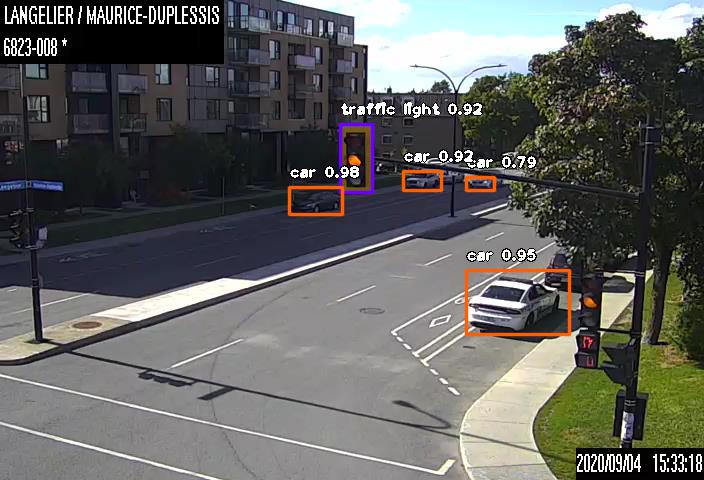 LANGELIER / MAURICE-DUPLESSIS
6823-008 *
traffic light 0.92
car 0.92
car 0.79
car 0.98
car 0.95
2020/09/04 15:33:18